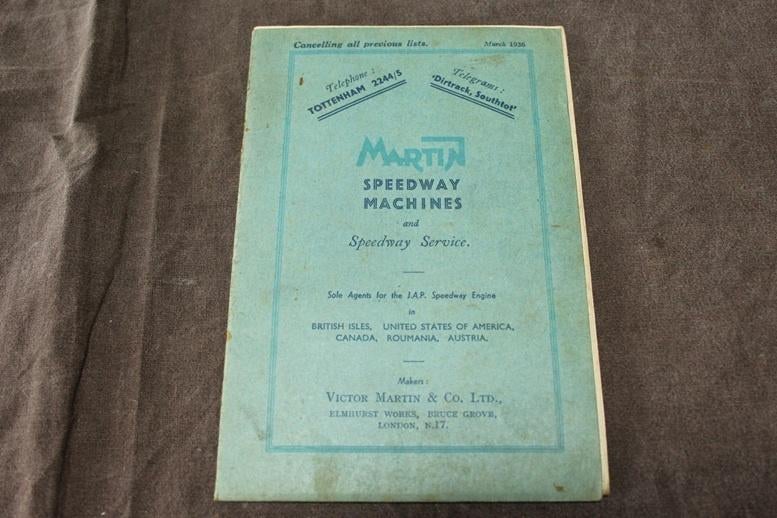 Cancelling all previous lists. March 1936
Telephone:
TOTTENHAM 2244/5
Telegrams:
'Dirtrack, Southtot'
MARTIN
SPEEDWAY
MACHINES
and
Speedway Service.
Sole Agents for the J.A.P. Speedway Engine
in
BRITISH ISLES, UNITED STATES OF AMERICA,
CANADA, ROUMANIA, AUSTRIA.
Makers:
VICTOR MARTIN & CO. LTD.,
ELMHURST WORKS, BRUCE GROVE,
LONDON, N.17.